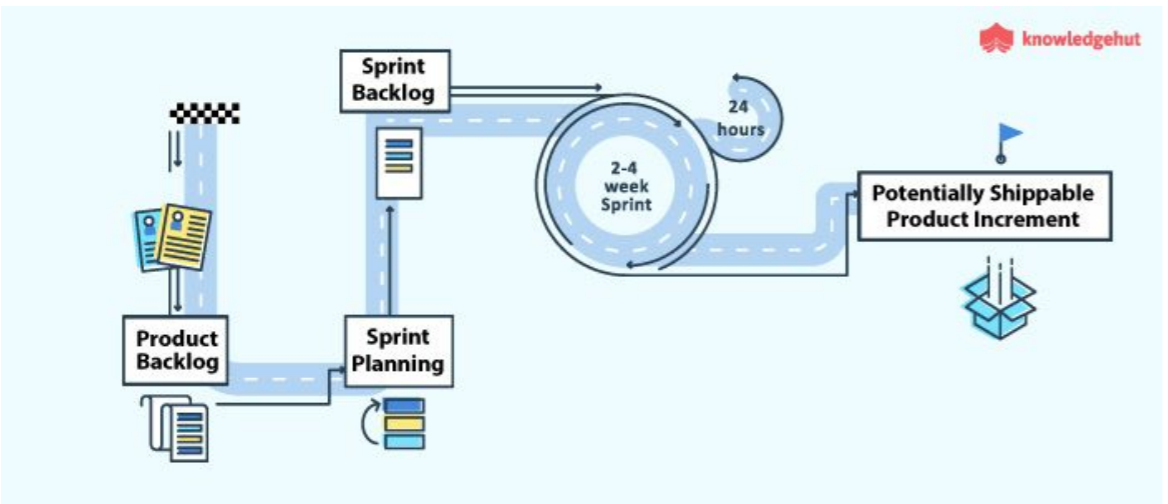 knowledgehut
Sprint
Backlog
24
hours
2-4
week
Sprint
Potentially Shippable
Product Increment
Product
Backlog
Sprint
Planning